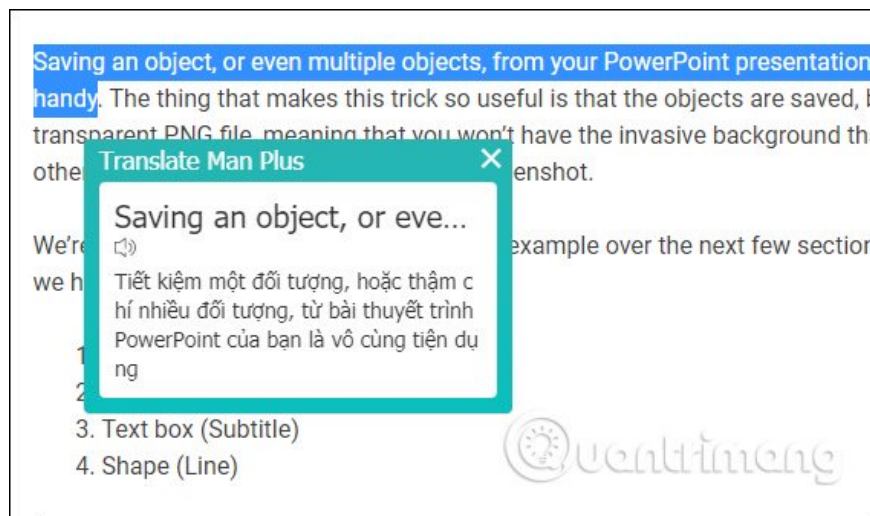 Saving an object, or even multiple objects, from your PowerPoint presentation
handy. The thing that makes this trick so useful is that the objects are saved, b
transparent PNG file, meaning that you won't have the invasive background tha
othe
Translate Man Plus
enshot.
Saving an object, or eve...
We're
example over the next few section
we h
Tiết kiệm một đối tượng, hoặc thậm c
hí nhiều đối tượng, từ bài thuyết trình
PowerPoint của bạn là vô cùng tiện dụ
ng
1
2
3. Text box (Subtitle)
4. Shape (Line)
Quantrimang